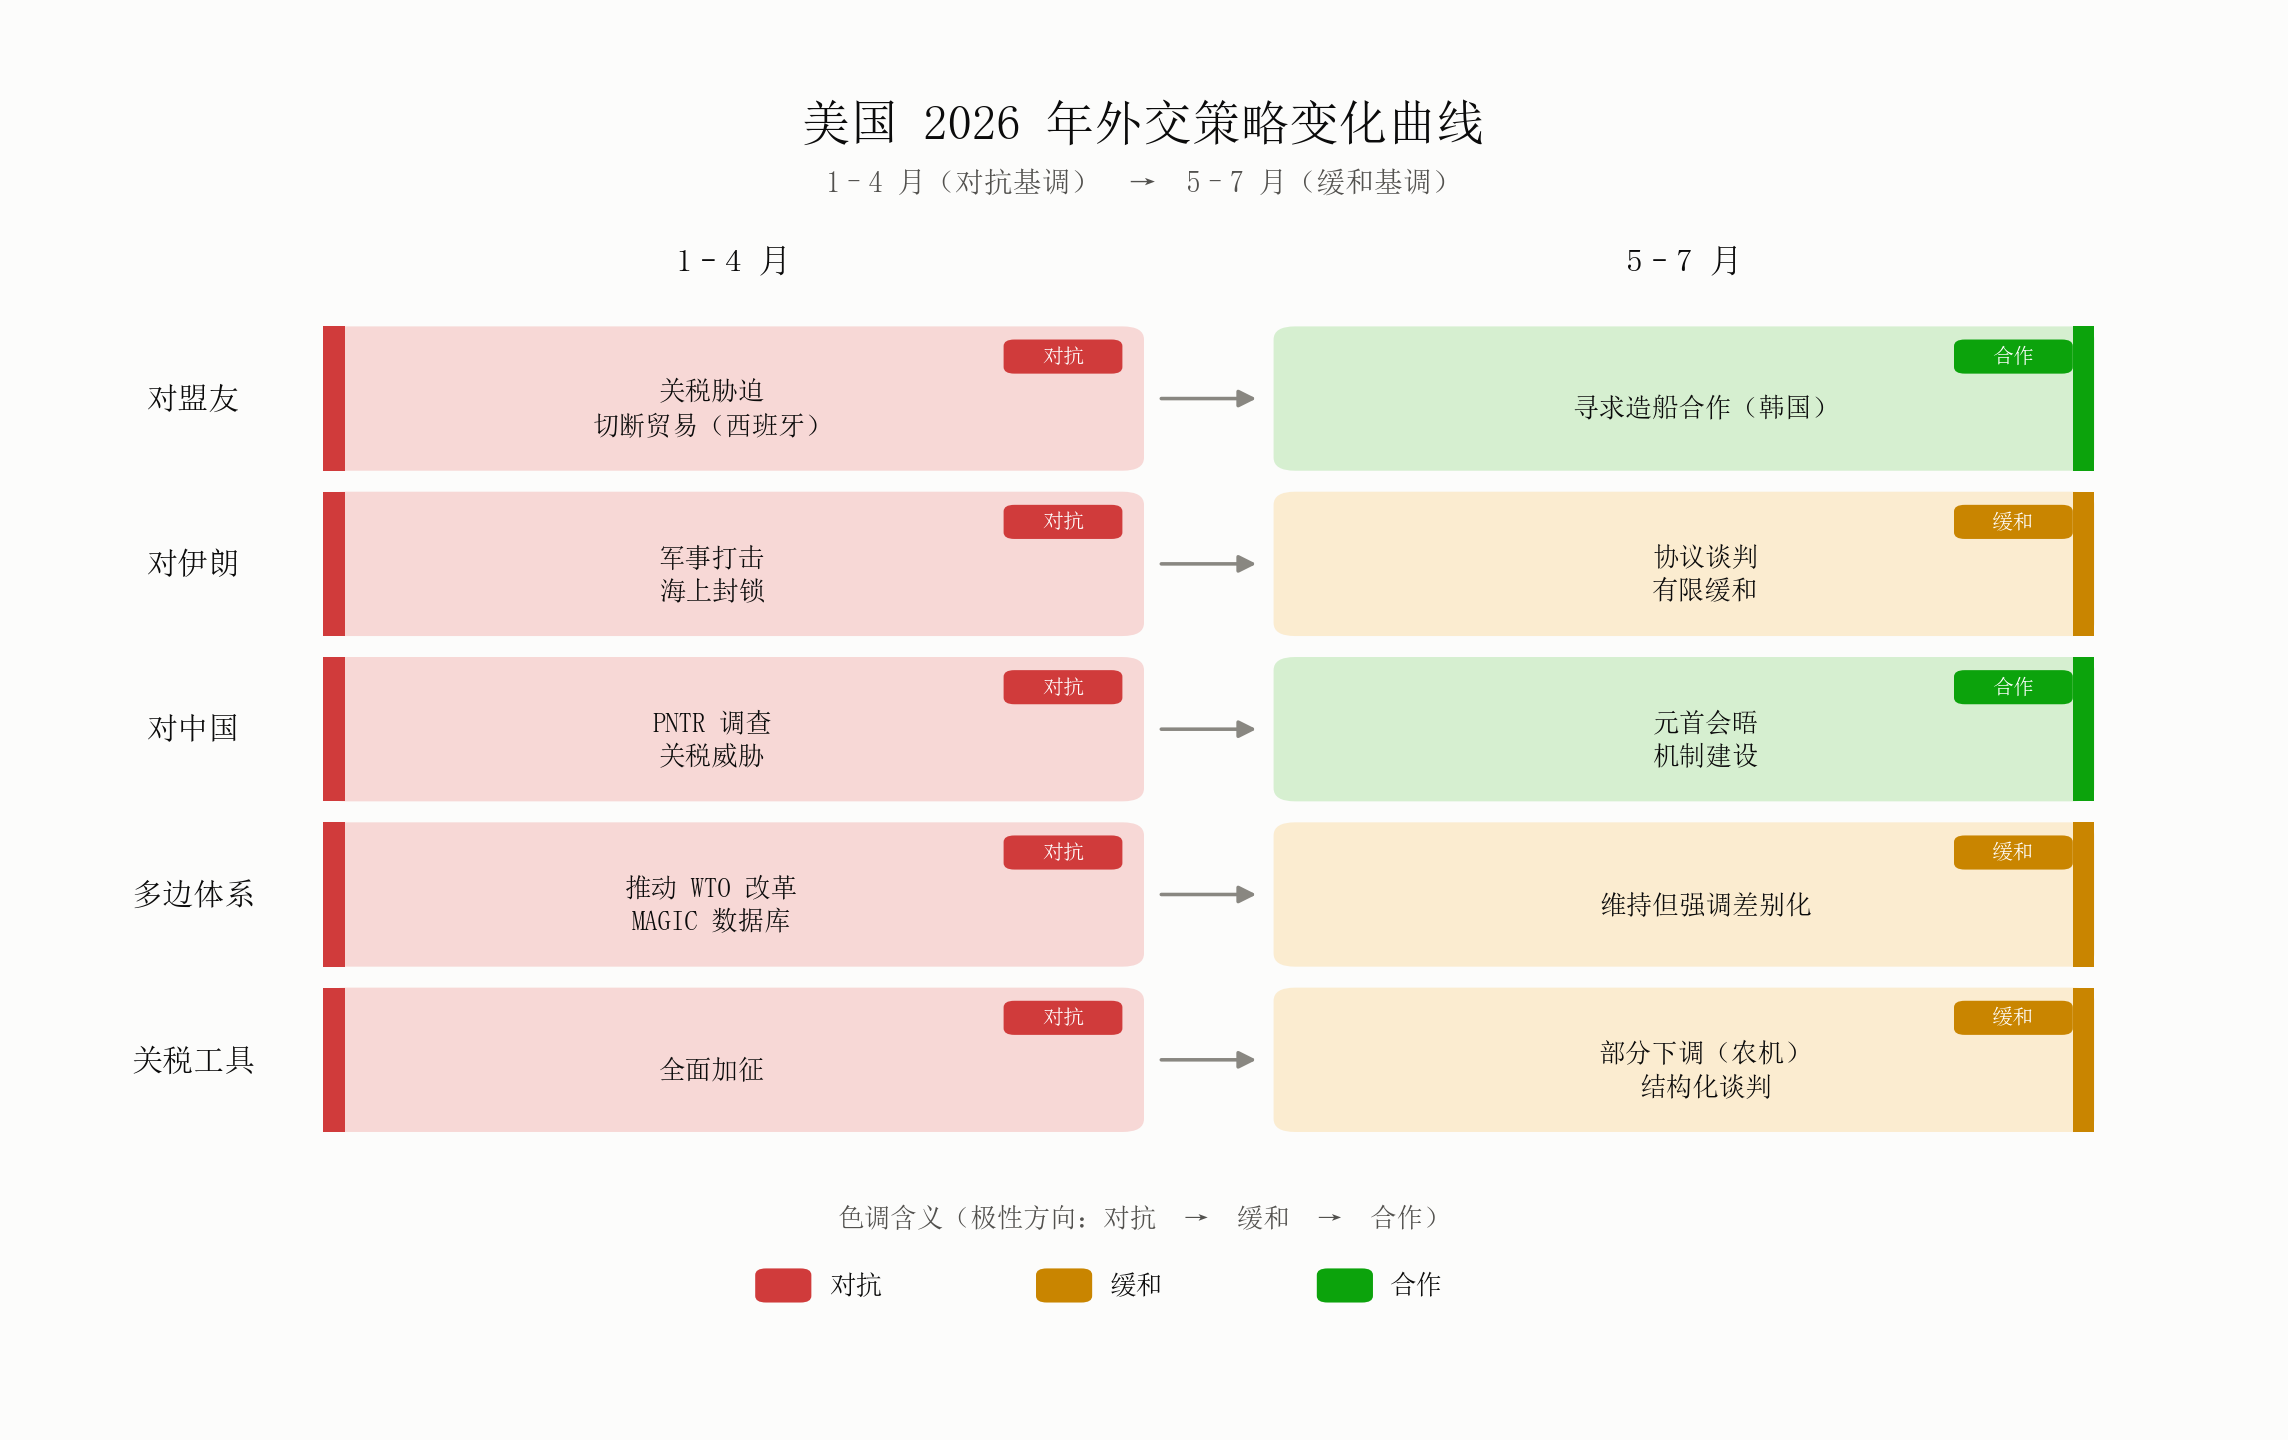 美国 2026 年外交策略变化曲线
1-4 月（对抗基调） → 5-7 月（缓和基调）
1-4 月
5-7 月
对盟友
对抗
关税胁迫
切断贸易（西班牙）
合作
寻求造船合作（韩国）
对伊朗
对抗
军事打击
海上封锁
缓和
协议谈判
有限缓和
对中国
对抗
PNTR 调查
关税威胁
合作
元首会晤
机制建设
多边体系
对抗
推动 WTO 改革
MAGIC 数据库
缓和
维持但强调差别化
关税工具
对抗
全面加征
缓和
部分下调（农机）
结构化谈判
色调含义（极性方向：对抗 → 缓和 → 合作）
对抗
缓和
合作